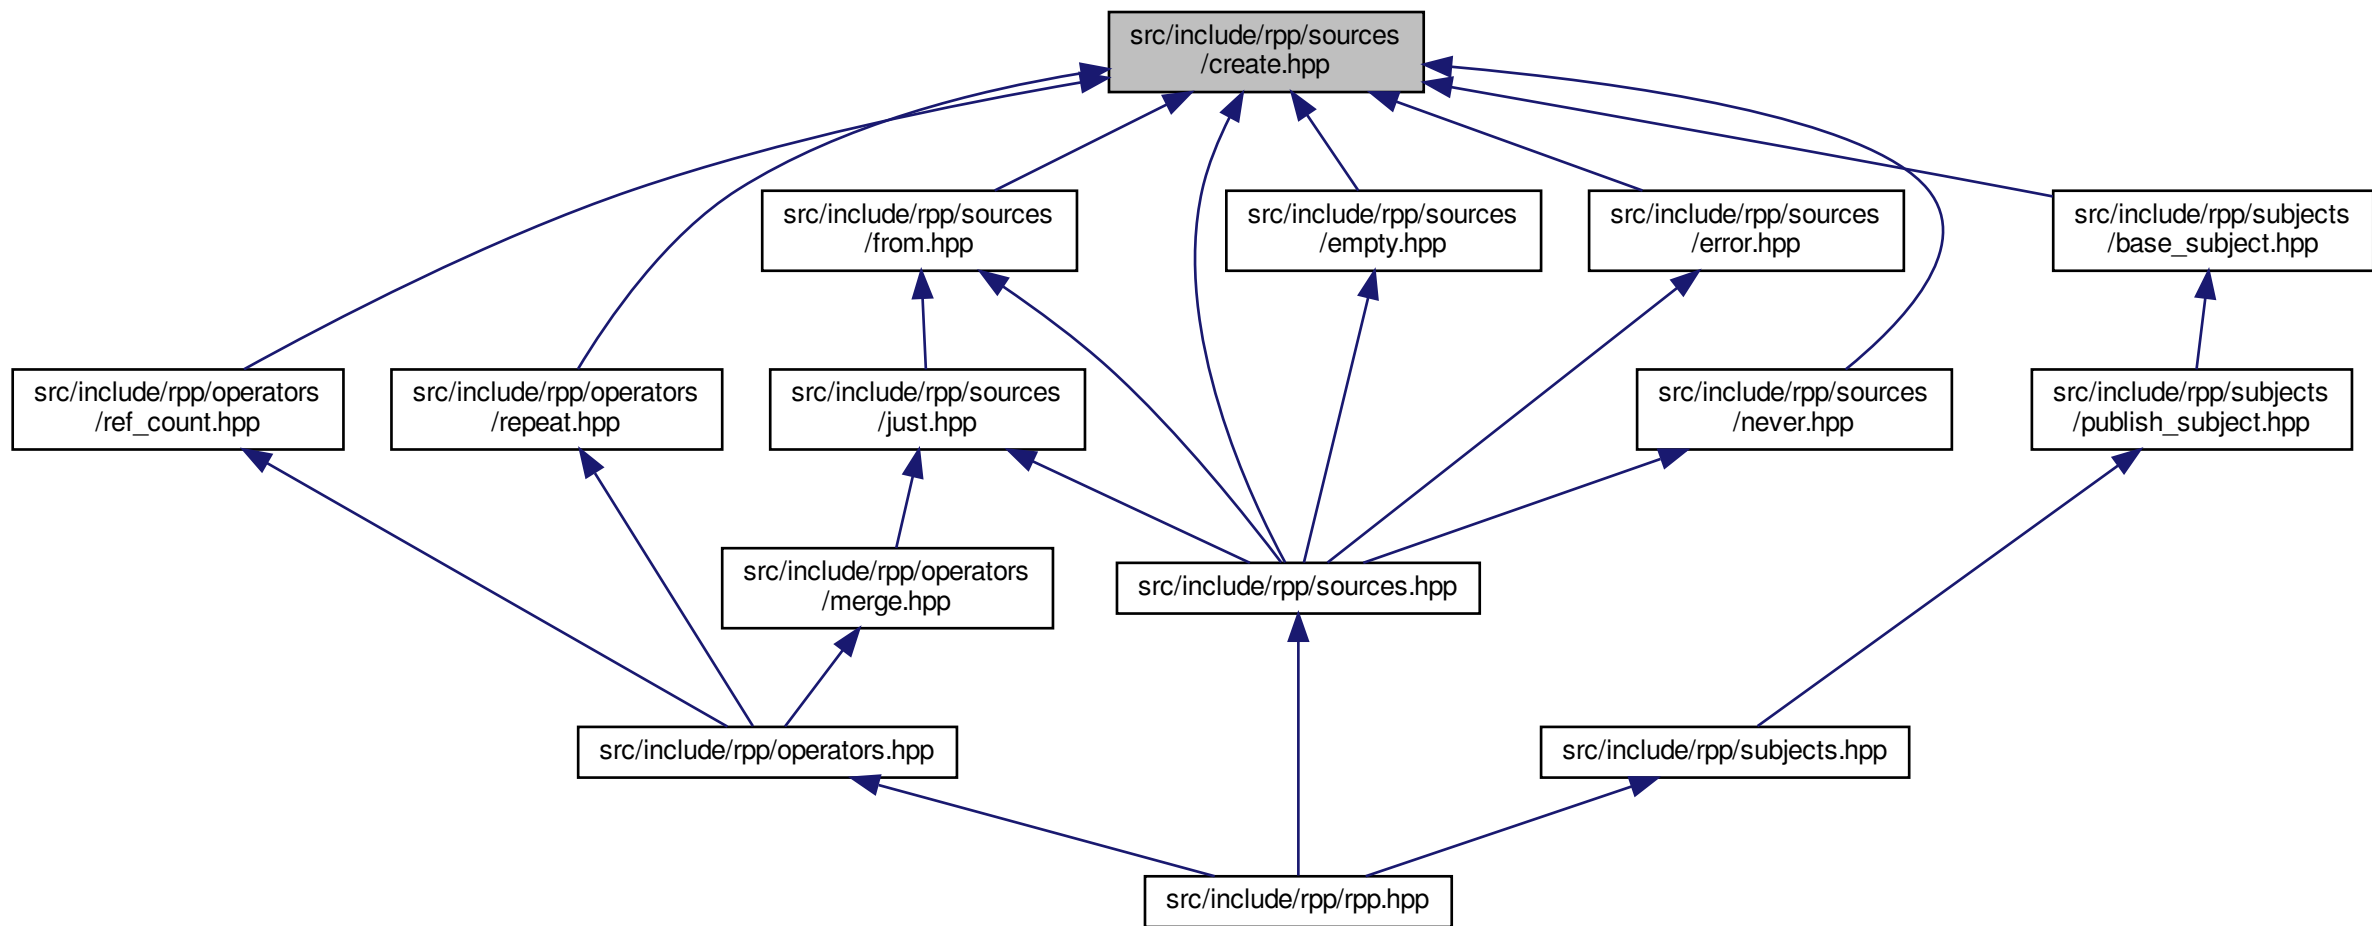 src/include/rpp/sources
/create.hpp
src/include/rpp/sources
/from.hpp
src/include/rpp/sources
/empty.hpp
src/include/rpp/sources
/error.hpp
src/include/rpp/subjects
/base_subject.hpp
src/include/rpp/operators
/ref_count.hpp
src/include/rpp/operators
/repeat.hpp
src/include/rpp/sources
/just.hpp
src/include/rpp/sources
/never.hpp
src/include/rpp/subjects
/publish_subject.hpp
src/include/rpp/operators
/merge.hpp
src/include/rpp/sources.hpp
src/include/rpp/operators.hpp
src/include/rpp/subjects.hpp
src/include/rpp/rpp.hpp